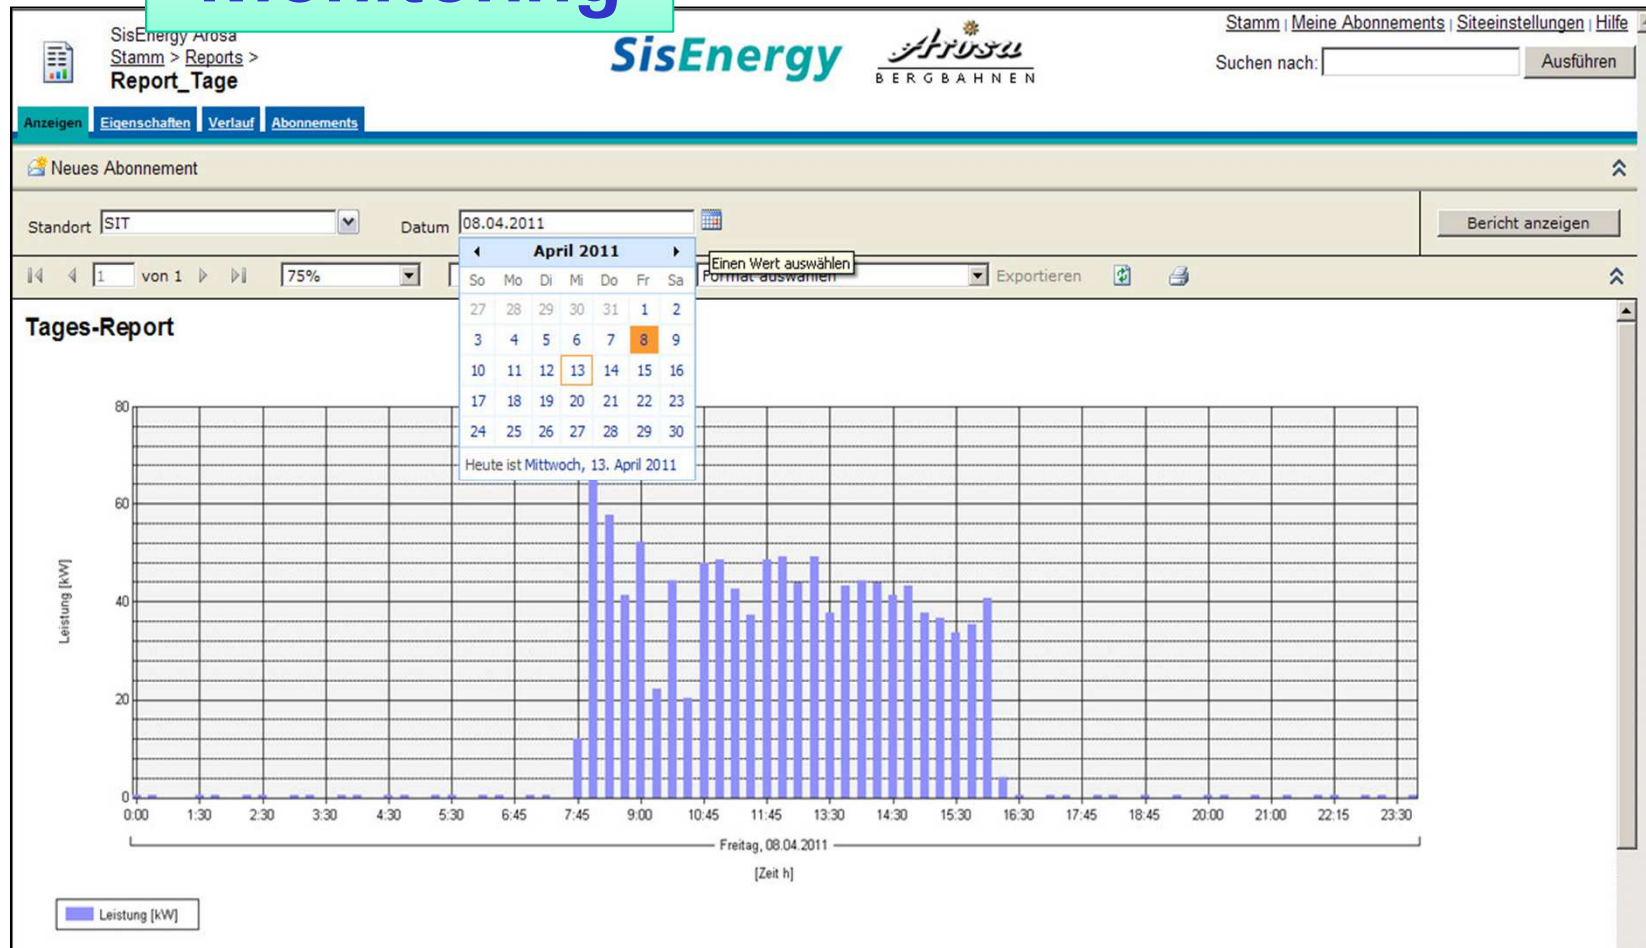 Monitoring
SisEnergy Arosa
Stamm > Reports >
Report_Tage
SisEnergy
Arosa
BERGBAHNEN
Stamm | Meine Abonnements | Siteeinstellungen | Hilfe
Suchen nach: Ausführen
Anzeigen Eigenschaften Verlauf Abonnements
Neues Abonnement
Standort SIT Datum 08.04.2011 Bericht anzeigen
April 2011
Einen Wert auswählen
1 von 1 75% Format auswählen Exportieren
So Mo Di Mi Do Fr Sa
27 28 29 30 31 1 2
3 4 5 6 7 8 9
10 11 12 13 14 15 16
17 18 19 20 21 22 23
24 25 26 27 28 29 30
Heute ist Mittwoch, 13. April 2011
Tages-Report
80
60
40
20
0
Leistung [kW]
0:00 1:30 2:30 3:30 4:30 5:30 6:45 7:45 9:00 10:45 11:45 13:30 14:30 15:30 16:30 17:45 18:45 20:00 21:00 22:15 23:30
Freitag, 08.04.2011
[Zeit h]
Leistung [kW]